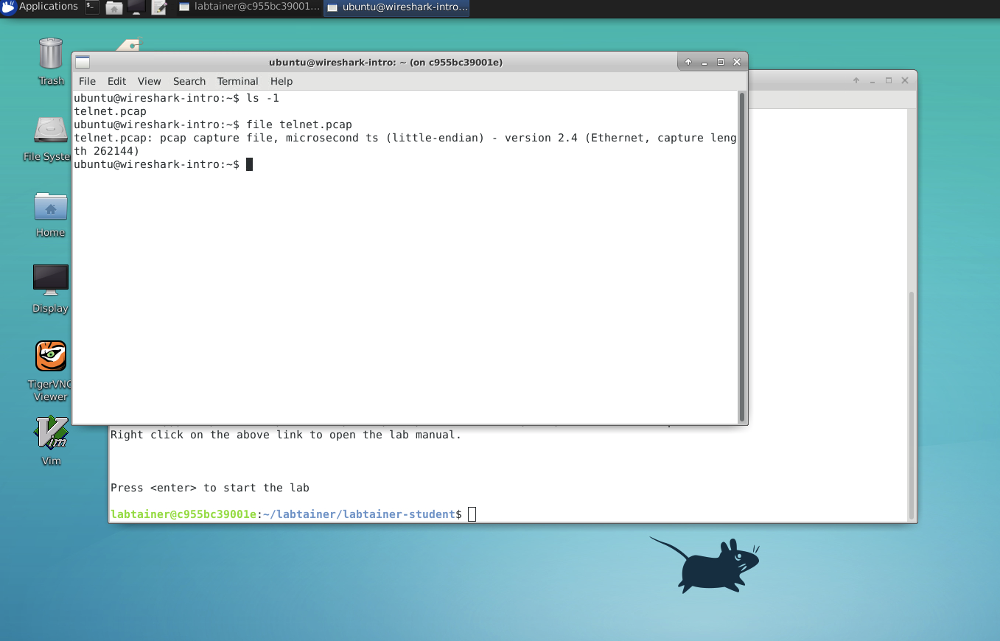 Applications
labtainer@c955bc39001...
ubuntu@wireshark-intro...
Trash
File Syste
Home
Display
TigerVNC
Viewer
Vim
ubuntu@wireshark-intro: ~ (on c955bc39001e)
File Edit View Search Terminal Help
ubuntu@wireshark-intro:~$ ls -1
telnet.pcap
ubuntu@wireshark-intro:~$ file telnet.pcap
telnet.pcap: pcap capture file, microsecond ts (little-endian) - version 2.4 (Ethernet, capture leng
th 262144)
ubuntu@wireshark-intro:~$
Right click on the above link to open the lab manual.
Press <enter> to start the lab
labtainer@c955bc39001e:~/labtainer/labtainer-student$